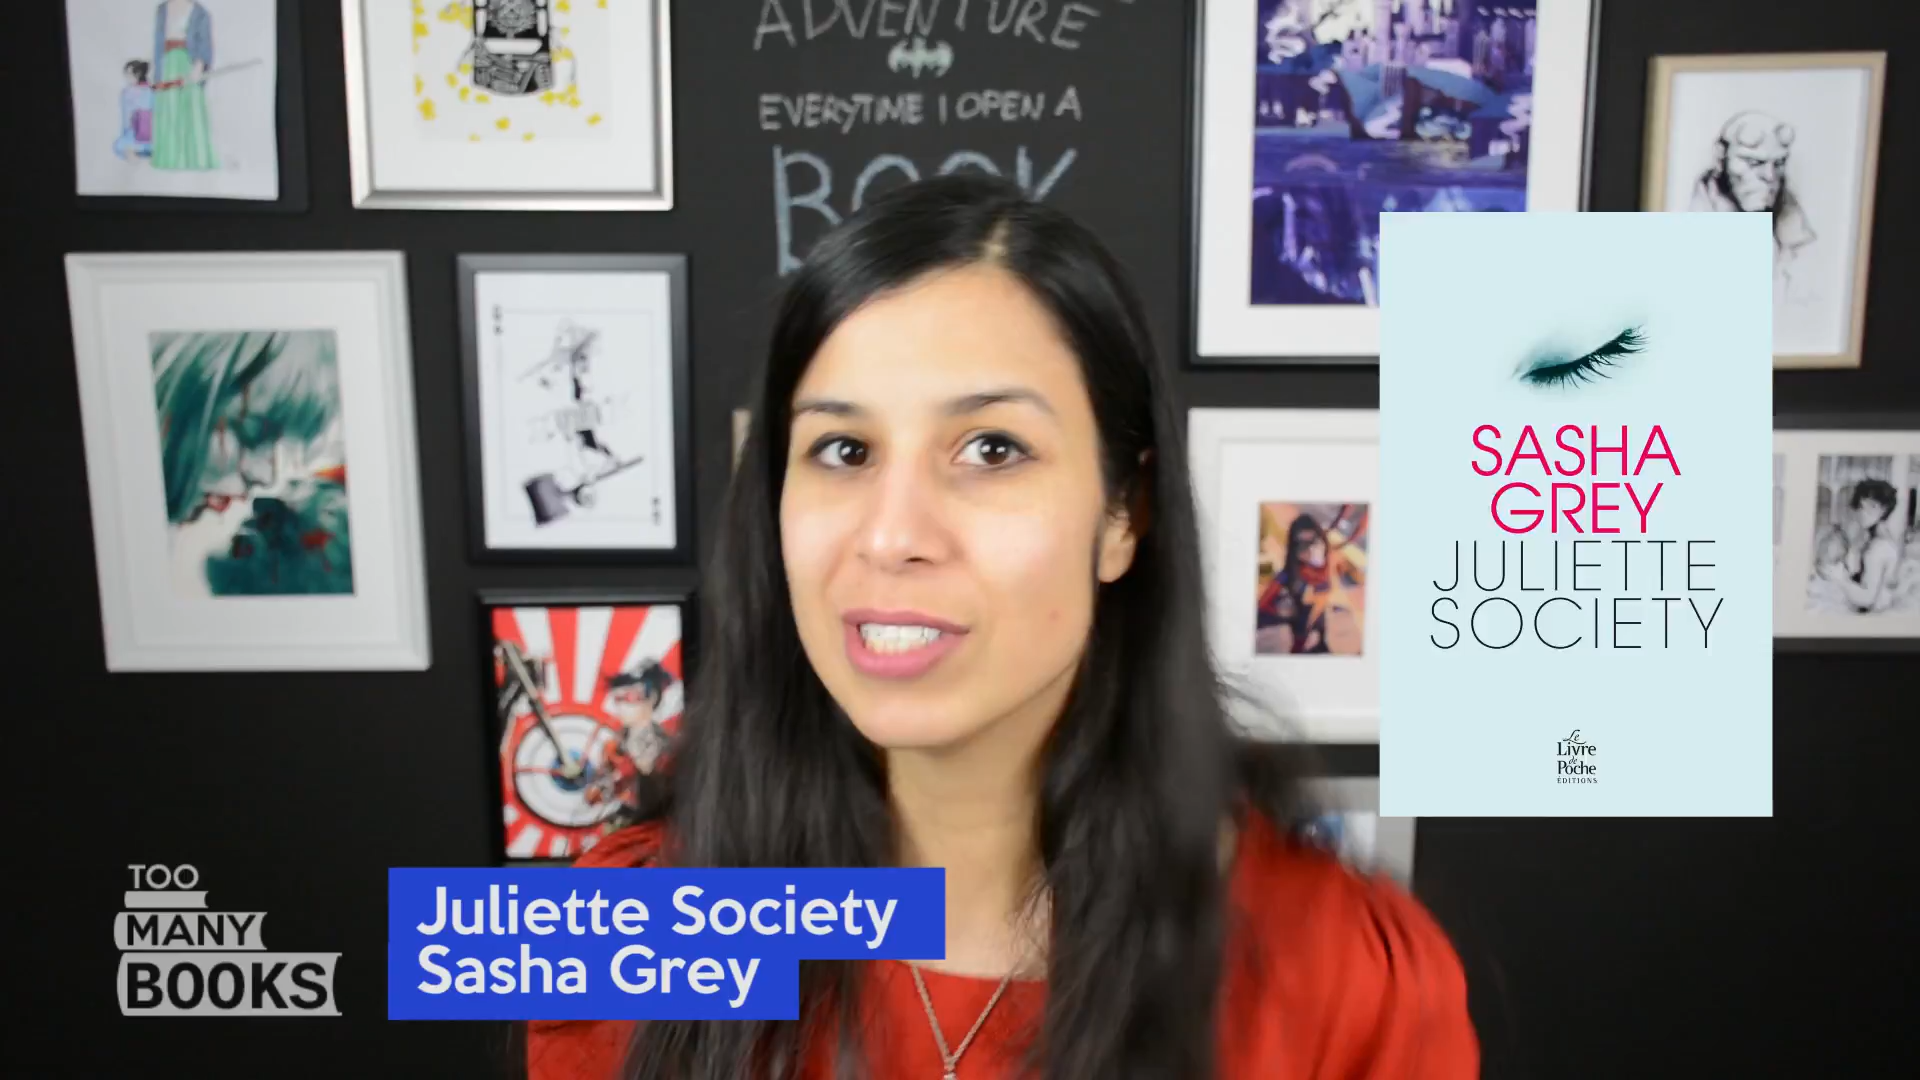 ADVENTURE
EVERYTIME I OPEN A
BOOK
SASHA
GREY
JULIETTE
SOCIETY
Le
Livre
de
Poche
ÉDITIONS
TOO
MANY
BOOKS
Juliette Society
Sasha Grey